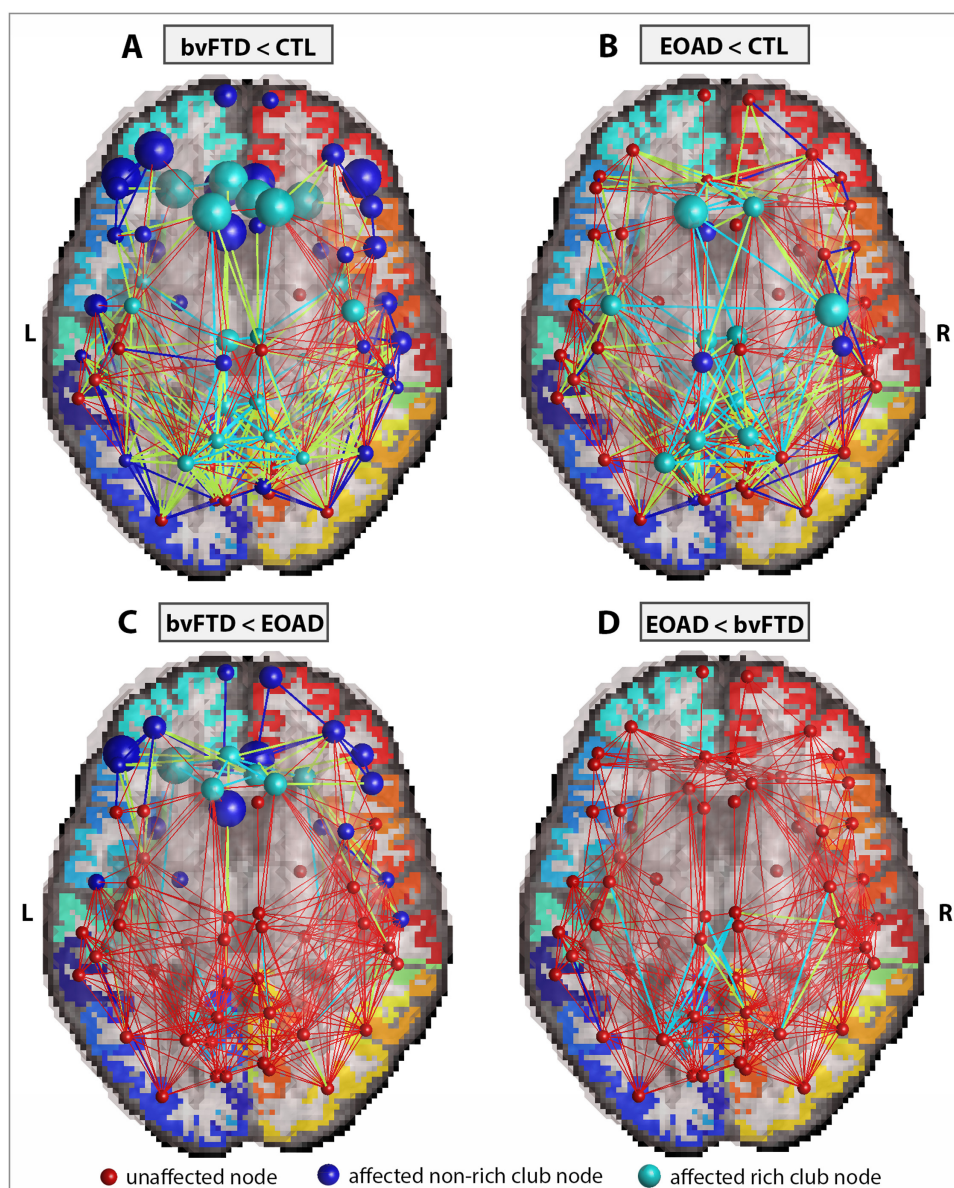 A bvFTD < CTL
B EOAD < CTL
L
R
C bvFTD < EOAD
D EOAD < bvFTD
L
R
unaffected node affected non-rich club node affected rich club node